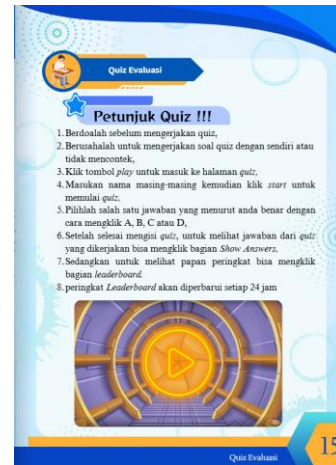 Quiz Evaluasi
Petunjuk Quiz !!!
1. Berdoalah sebelum mengerjakan quiz,
2. Berusahalah untuk mengerjakan soal quiz dengan sendiri atau
tidak mencontek,
3. Klik tombol play untuk masuk ke halaman quiz,
4. Masukan nama masing-masing kemudian klik start untuk
memulai quiz,
5. Pilihlah salah satu jawaban yang menurut anda benar dengan
cara mengklik A, B, C atau D,
6. Setelah selesai mengisi quiz, untuk melihat jawaban dari quiz
yang dikerjakan bisa mengklik bagian Show Answers,
7. Sedangkan untuk melihat papan peringkat bisa mengklik
bagian leaderboard.
8. peringkat Leaderboard akan diperbarui setiap 24 jam
Quiz Evaluasi
15